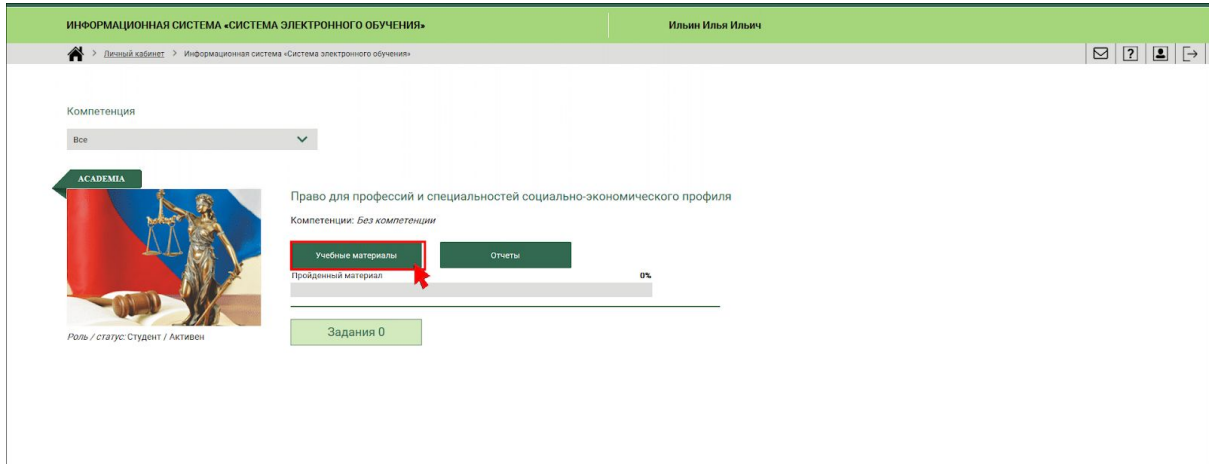 ИНФОРМАЦИОННАЯ СИСТЕМА «СИСТЕМА ЭЛЕКТРОННОГО ОБУЧЕНИЯ»
Ильин Илья Ильич
> Личный кабинет > Информационная система «Система электронного обучения»
Компетенция
Все
ACADEMIA
Право для профессий и специальностей социально-экономического профиля
Компетенции: Без компетенции
Учебные материалы
Отчеты
Пройденный материал 0%
Задания 0
Роль / статус: Студент / Активен